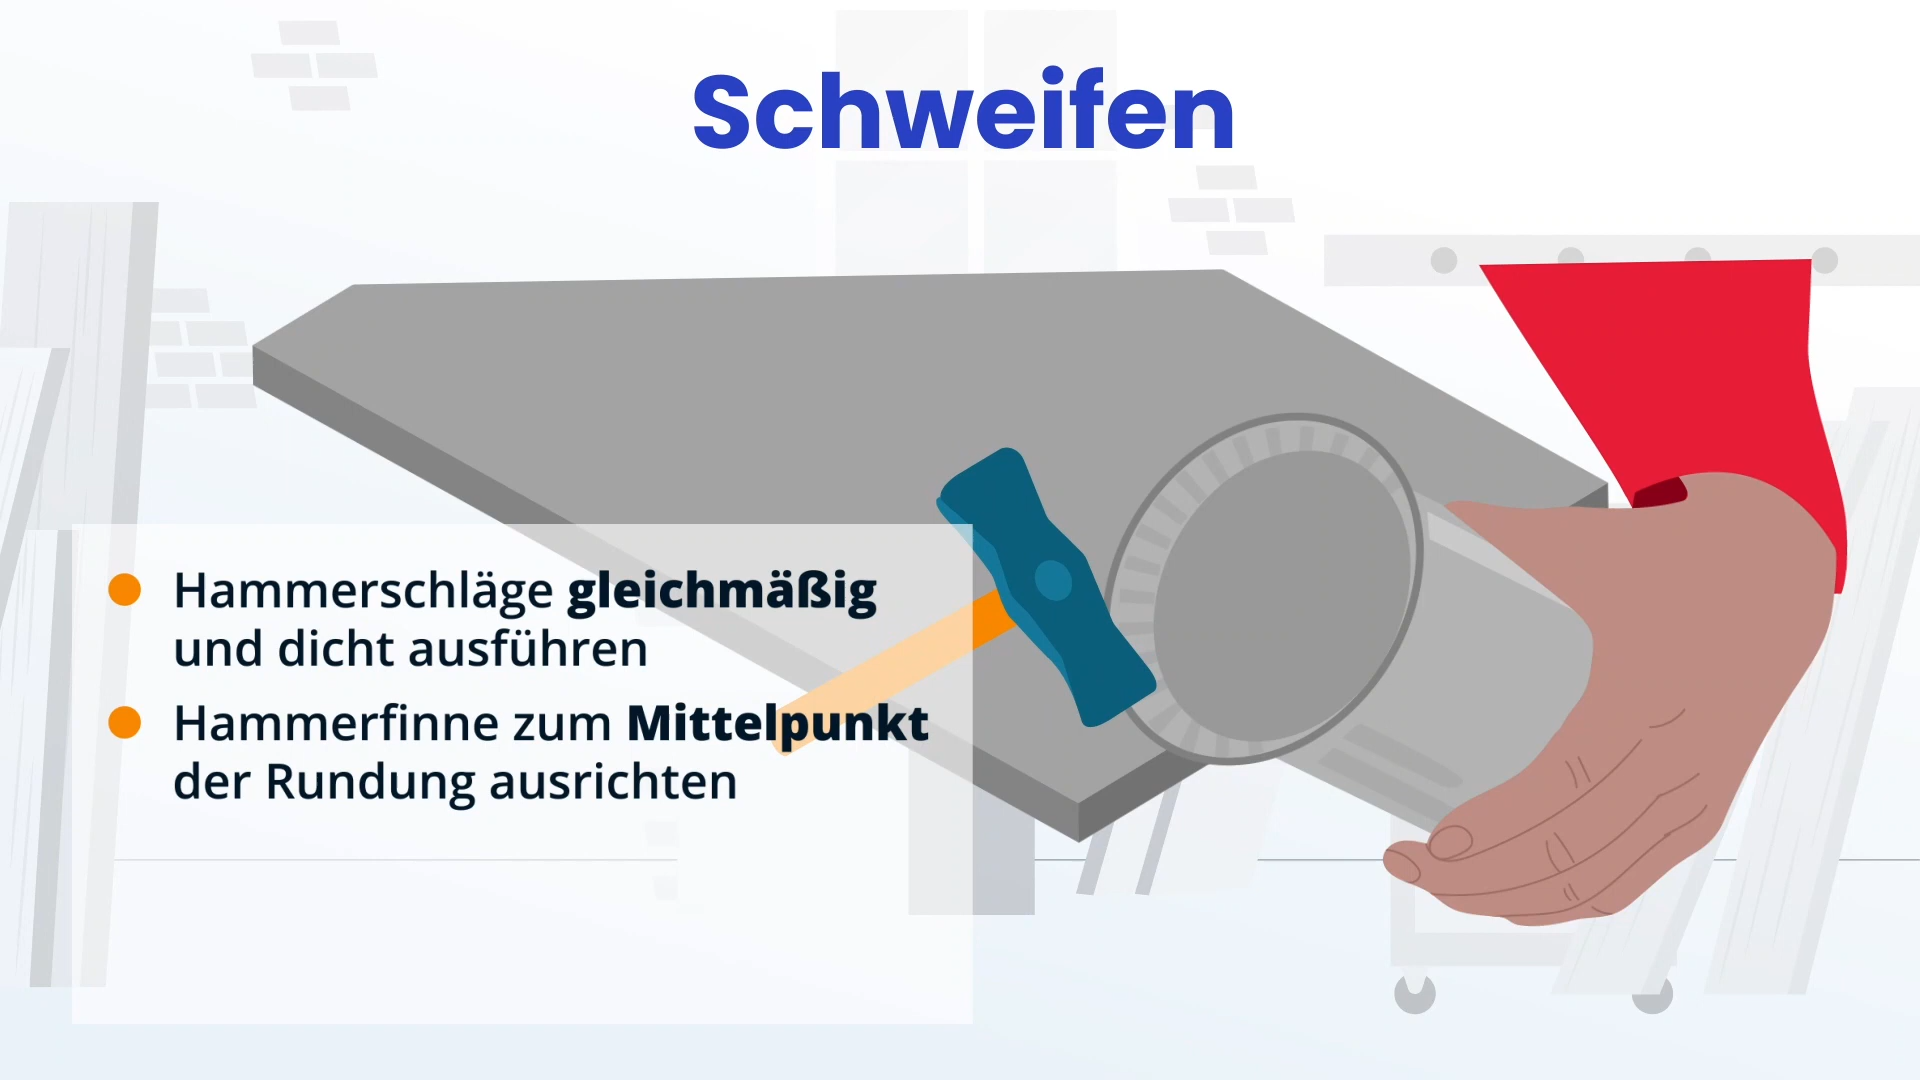 Schweifen
Hammerschläge gleichmäßig
und dicht ausführen
Hammerfinne zum Mittelpunkt
der Rundung ausrichten